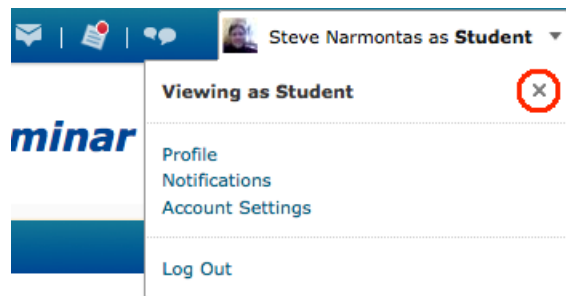 Steve Narmontas as Student
Viewing as Student
minar
Profile
Notifications
Account Settings
Log Out